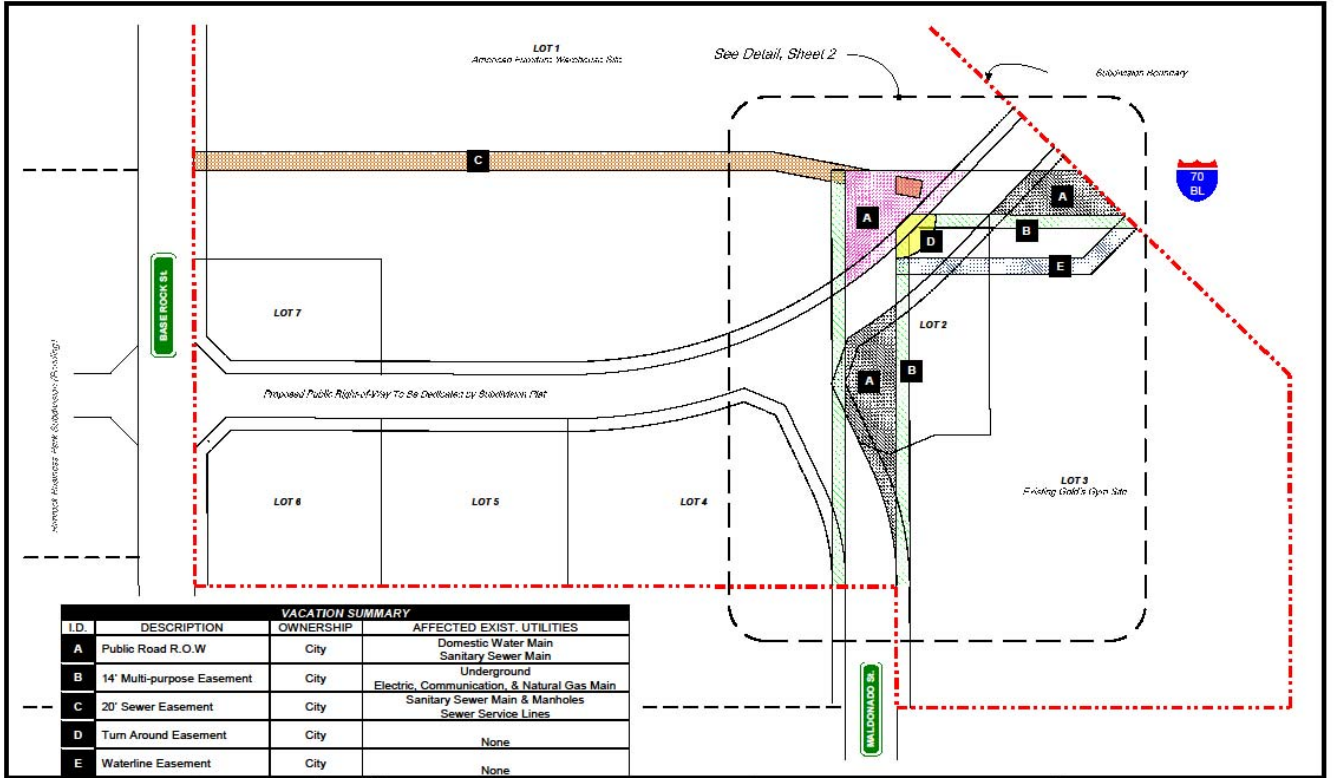 LOT 1
American Furniture Warehouse Site
See Detail, Sheet 2
Subdivision Boundary
C
70
BL
A
A
D
B
E
BASE ROCK St.
LOT 7
LOT 2
Proposed Public Right-of-Way To Be Dedicated by Subdivision Plat
A
B
LOT 3
Existing Gold's Gym Site
LOT 6
LOT 5
LOT 4
Business Park Subdivision (Existing)
MALDONADO St.
VACATION SUMMARY
I.D. DESCRIPTION OWNERSHIP AFFECTED EXIST. UTILITIES
A Public Road R.O.W City Domestic Water Main
Sanitary Sewer Main
B 14' Multi-purpose Easement City Underground
Electric, Communication, & Natural Gas Main
C 20' Sewer Easement City Sanitary Sewer Main & Manholes
Sewer Service Lines
D Turn Around Easement City None
E Waterline Easement City None